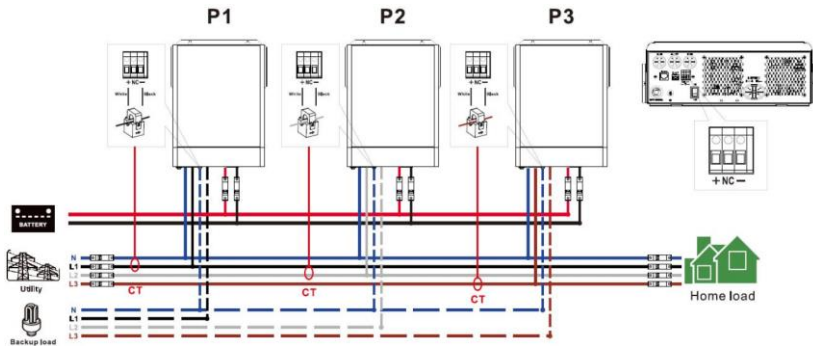 P1 P2 P3
+ NC −
White Black
+ NC −
White Black
+ NC −
White Black
+ NC −
BATTERY
N
L1
L2
L3
Utility
CT
CT
CT
Home load
N
L1
L2
L3
Backup load